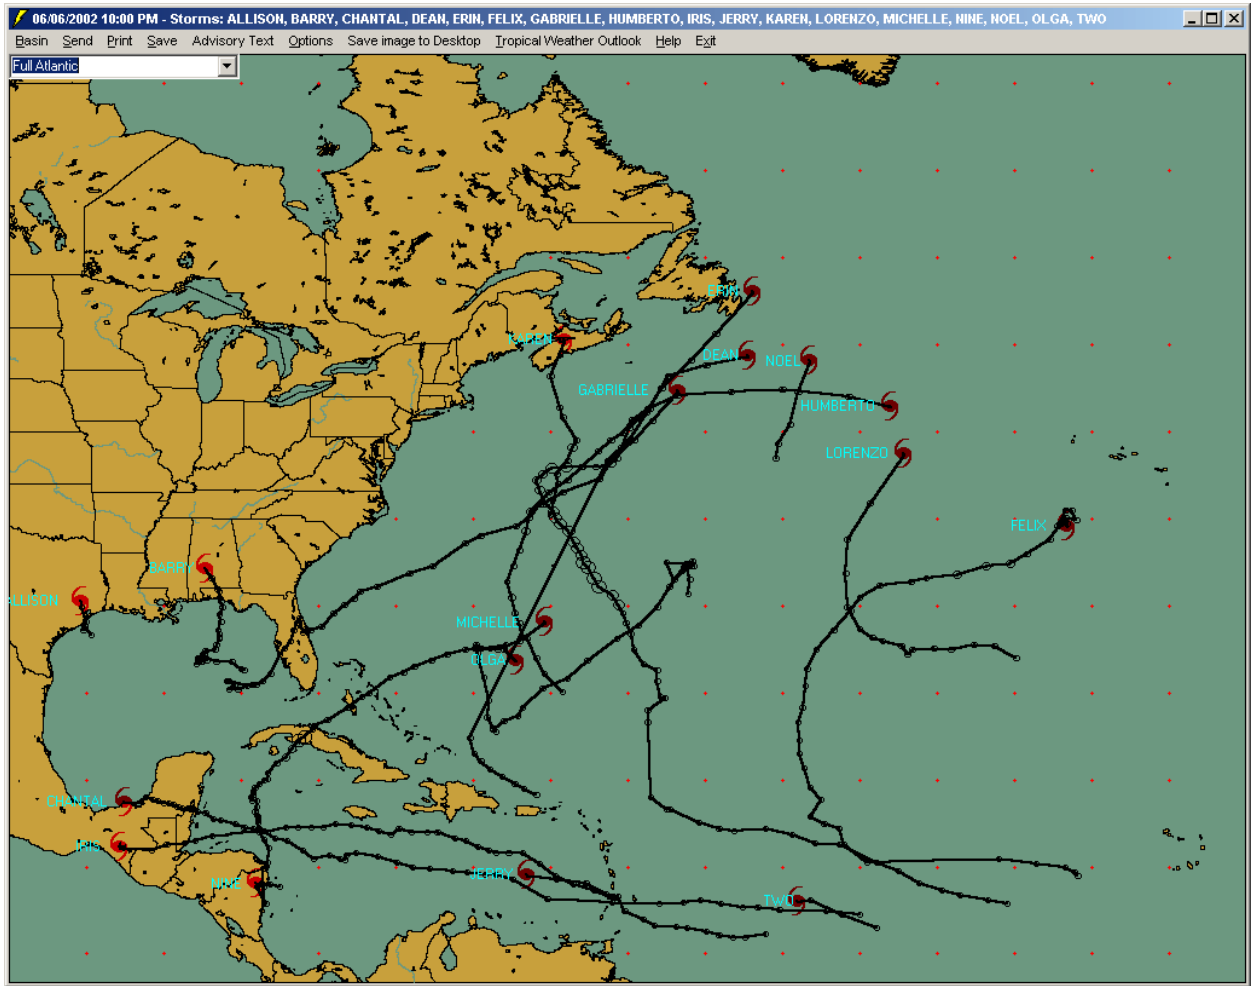 06/06/2002 10:00 PM - Storms: ALLISON, BARRY, CHANTAL, DEAN, ERIN, FELIX, GABRIELLE, HUMBERTO, IRIS, JERRY, KAREN, LORENZO, MICHELLE, NINE, NOEL, OLGA, TWO
Basin Send Print Save Advisory Text Options Save image to Desktop Tropical Weather Outlook Help Exit
Full Atlantic
ERIN
KAREN
DEAN
NOEL
GABRIELLE
HUMBERTO
LORENZO
FELIX
BARRY
ALLISON
MICHELLE
OLGA
CHANTAL
IRIS
JERRY
NINE
TWO